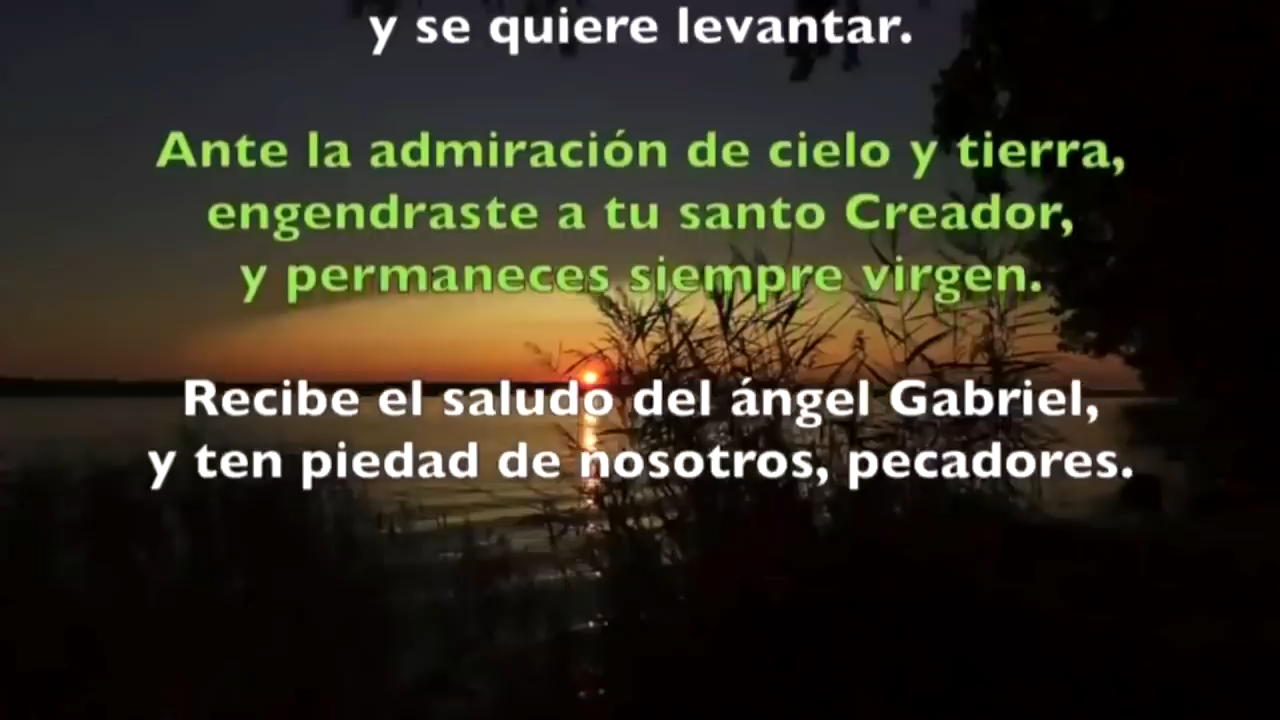 y se quiere levantar.
Ante la admiración de cielo y tierra,
engendraste a tu santo Creador,
y permaneces siempre virgen.
Recibe el saludo del ángel Gabriel,
y ten piedad de nosotros, pecadores.